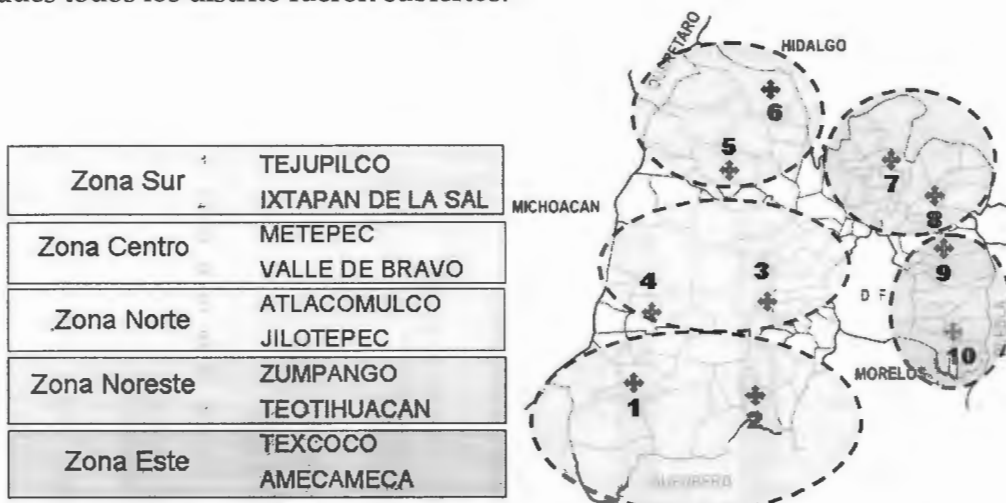 Zona Sur
TEJUPILCO
IXTAPAN DE LA SAL
Zona Centro
METEPEC
VALLE DE BRAVO
Zona Norte
ATLACOMULCO
JILOTEPEC
Zona Noreste
ZUMPANGO
TEOTIHUACAN
Zona Este
TEXCOCO
AMECAMECA
HIDALGO
6
5
7
8
MICHOACAN
9
4
3
D F
10
MORELOS
1
2